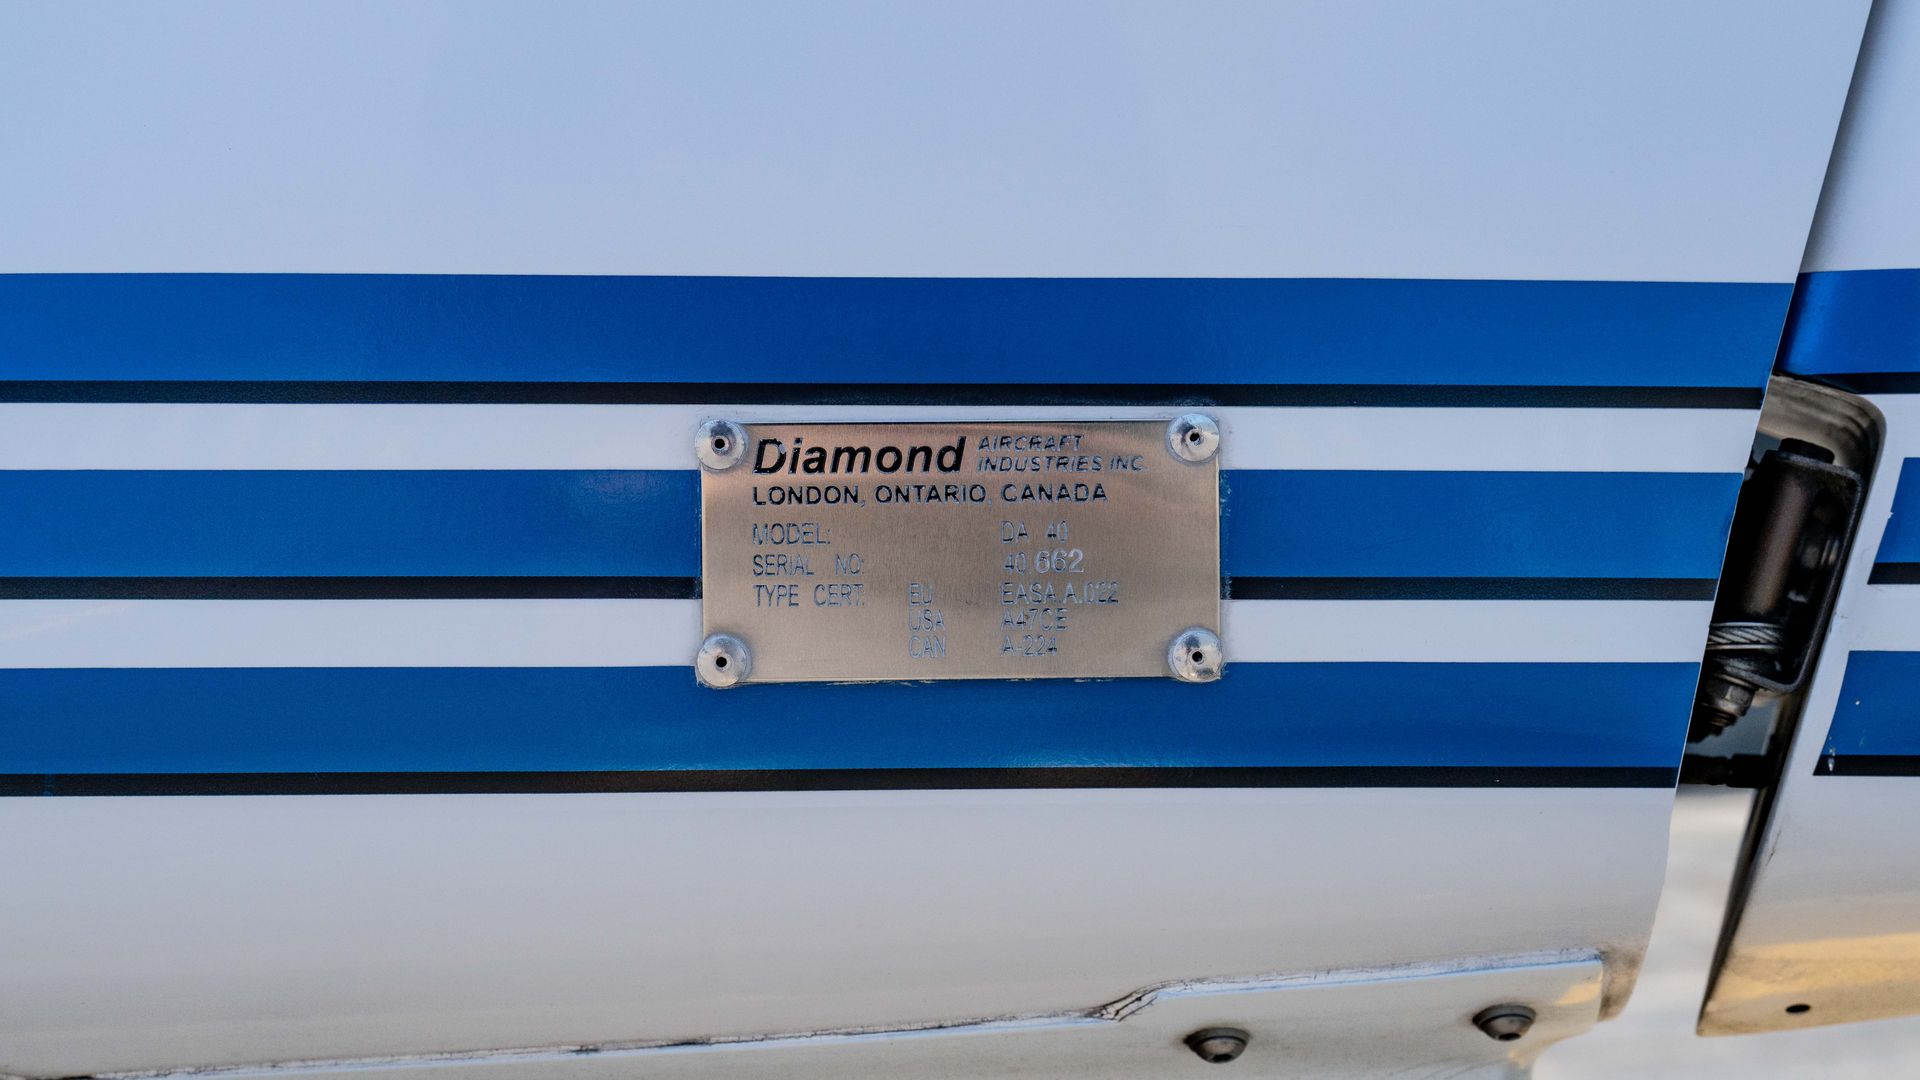 Diamond AIRCRAFT INDUSTRIES INC.
LONDON, ONTARIO, CANADA
MODEL: DA 40
SERIAL NO: 40.662
TYPE CERT. EU EASA.A.022
USA A47CE
CAN A-224